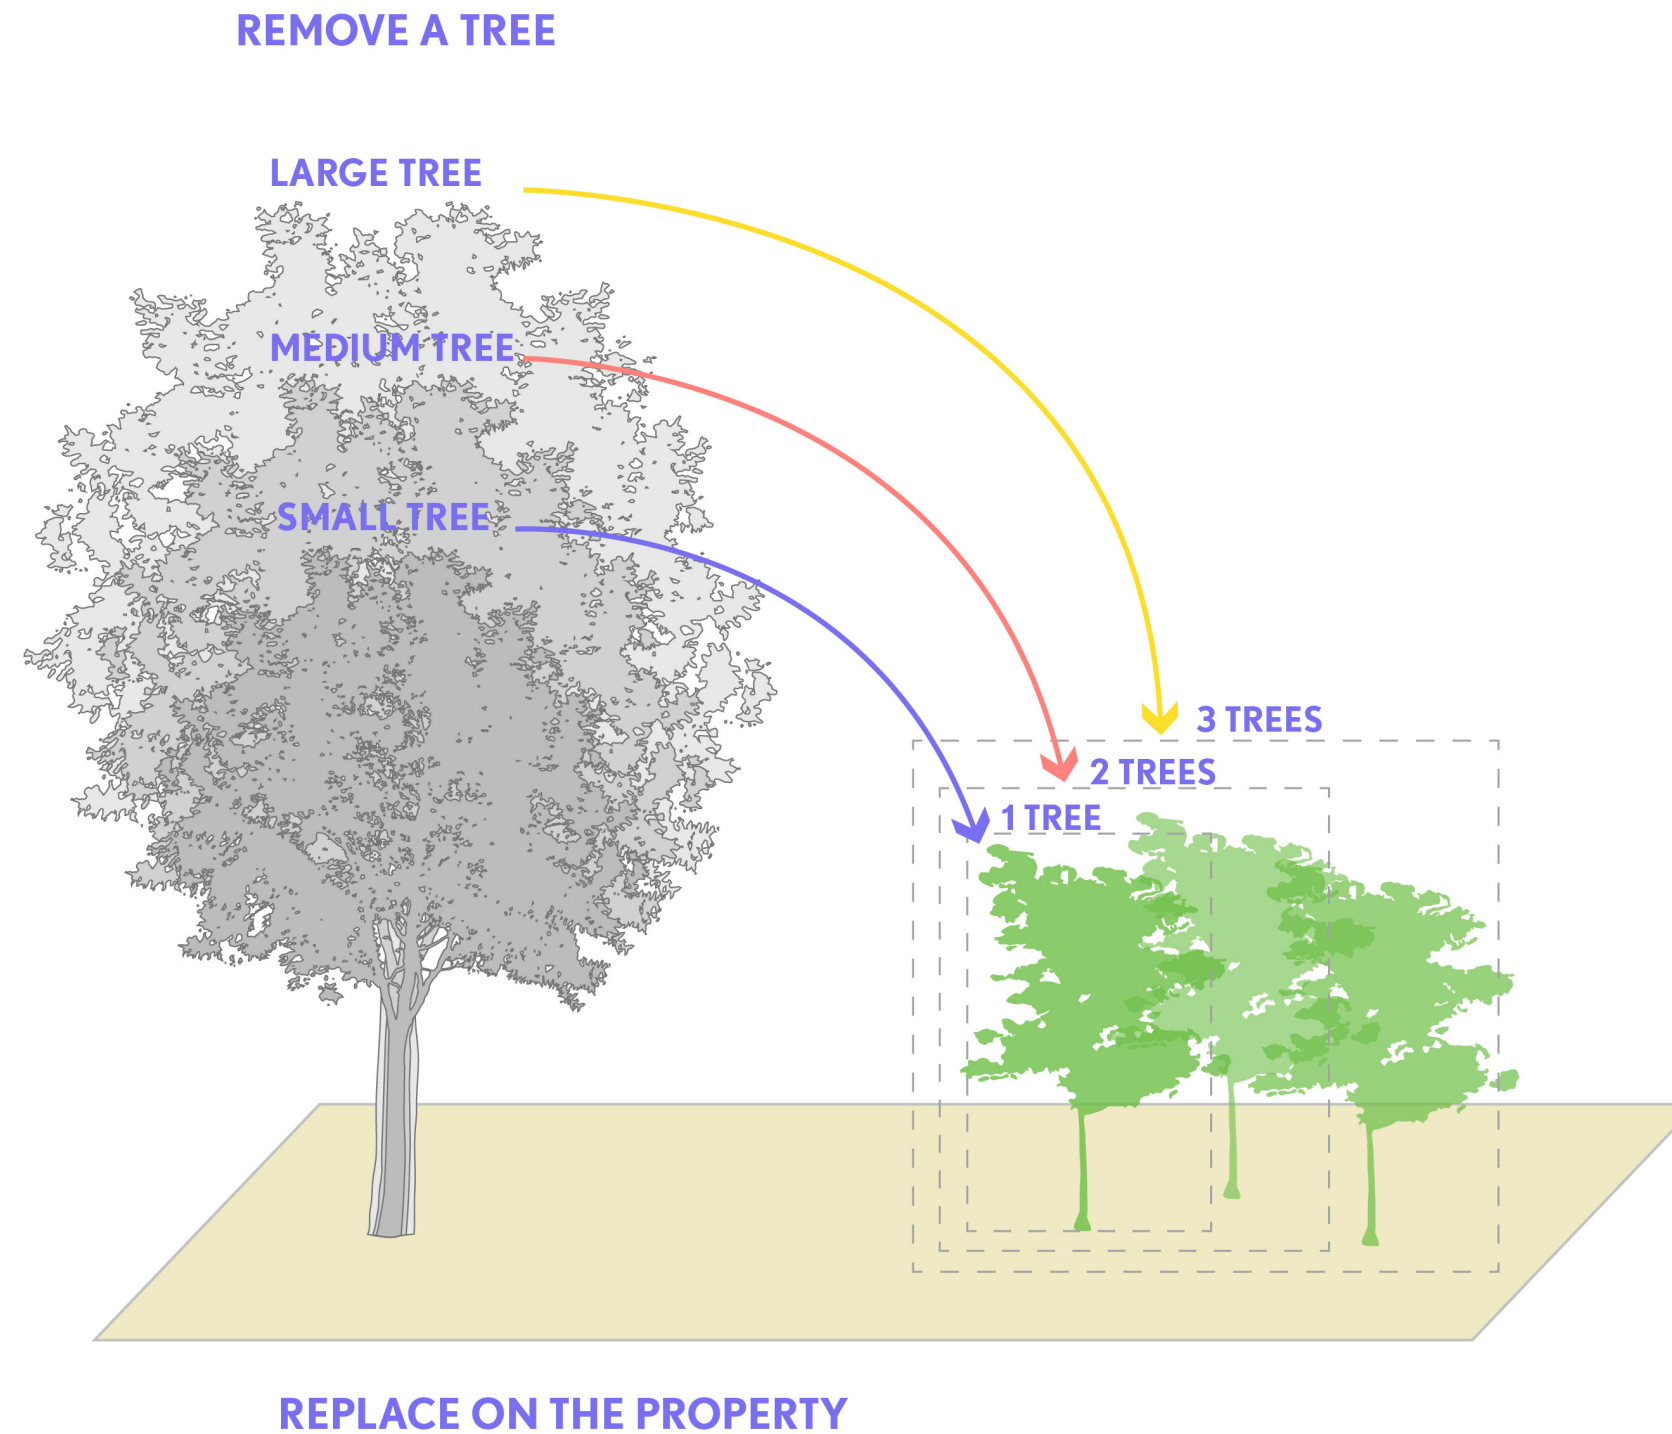 REMOVE A TREE
LARGE TREE
MEDIUM TREE
SMALL TREE
3 TREES
2 TREES
1 TREE
REPLACE ON THE PROPERTY